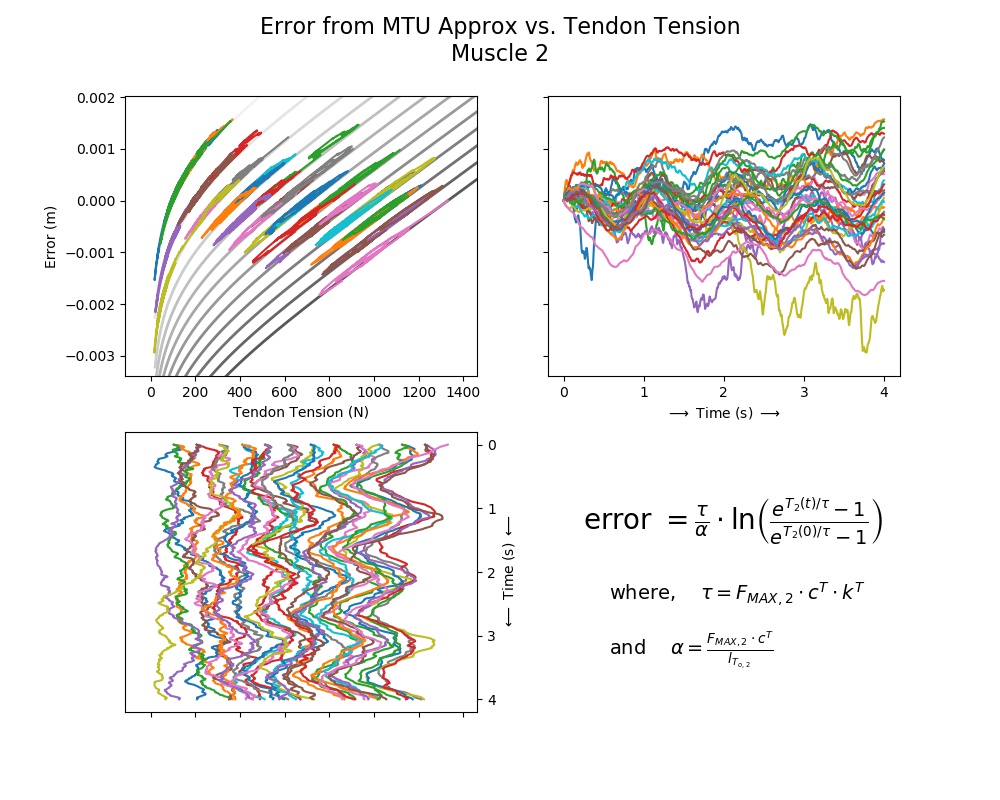 Error from MTU Approx vs. Tendon Tension
Muscle 2
0.002
0.001
0.000
−0.001
−0.002
−0.003
Error (m)
0 200 400 600 800 1000 1200 1400
Tendon Tension (N)
0 1 2 3 4
⟶ Time (s) ⟶
0
1
2
3
4
⟵ Time (s) ⟵
error = τ/α · ln((e^{T_2(t)/τ} − 1)/(e^{T_2(0)/τ} − 1))
where, τ = F_{MAX,2} · c^T · k^T
and α = (F_{MAX,2} · c^T)/(l_{T_{o,2}})